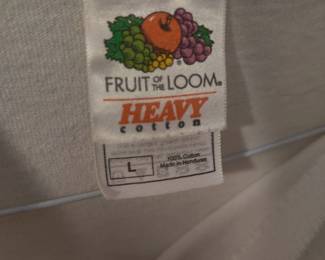 FRUIT OF THE LOOM®
HEAVY
cotton
L
100% Cotton
Made in Honduras